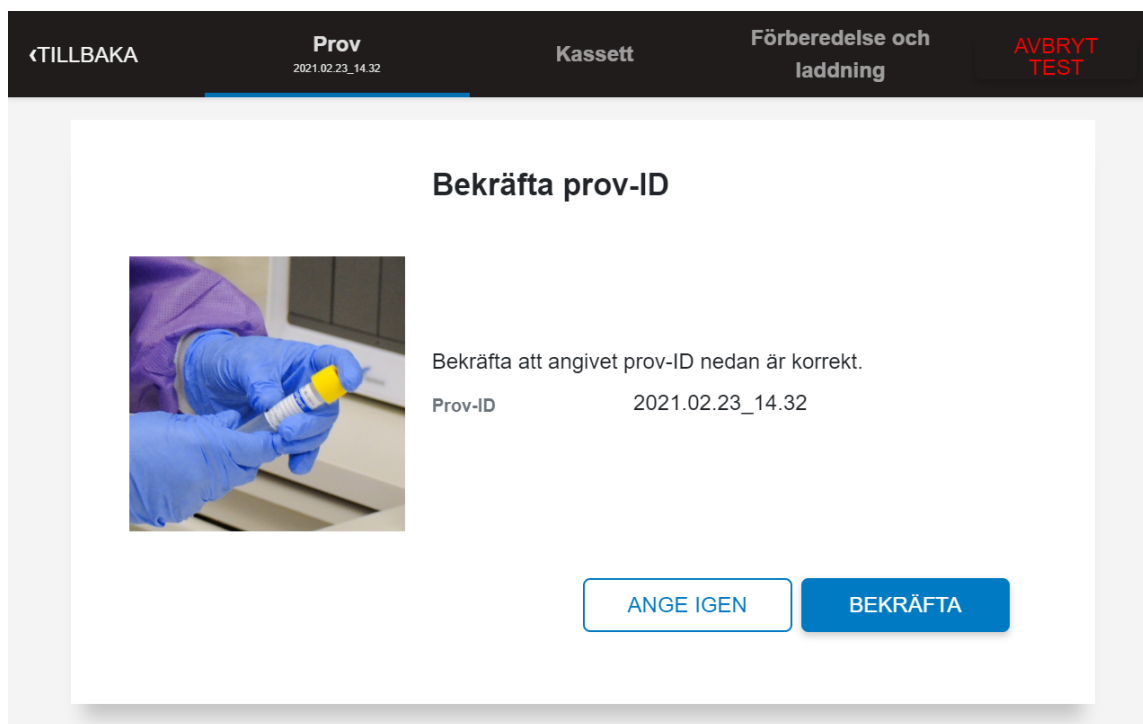 ‹TILLBAKA
Prov
2021.02.23_14.32
Kassett
Förberedelse och
laddning
AVBRYT
TEST
Bekräfta prov-ID
Bekräfta att angivet prov-ID nedan är korrekt.
Prov-ID 2021.02.23_14.32
ANGE IGEN
BEKRÄFTA